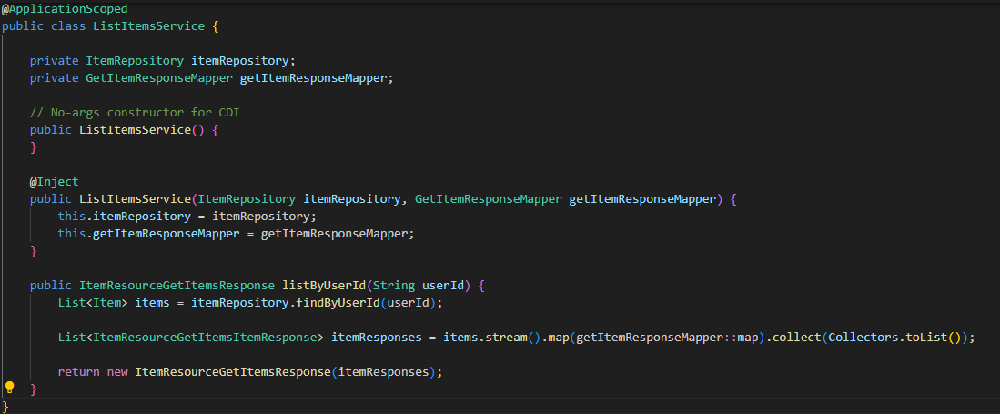 @ApplicationScoped
public class ListItemsService {
private ItemRepository itemRepository;
private GetItemResponseMapper getItemResponseMapper;
// No-args constructor for CDI
public ListItemsService() {
}
@Inject
public ListItemsService(ItemRepository itemRepository, GetItemResponseMapper getItemResponseMapper) {
this.itemRepository = itemRepository;
this.getItemResponseMapper = getItemResponseMapper;
}
public ItemResourceGetItemsResponse listByUserId(String userId) {
List<Item> items = itemRepository.findByUserId(userId);
List<ItemResourceGetItemsItemResponse> itemResponses = items.stream().map(getItemResponseMapper::map).collect(Collectors.toList());
return new ItemResourceGetItemsResponse(itemResponses);
}
}